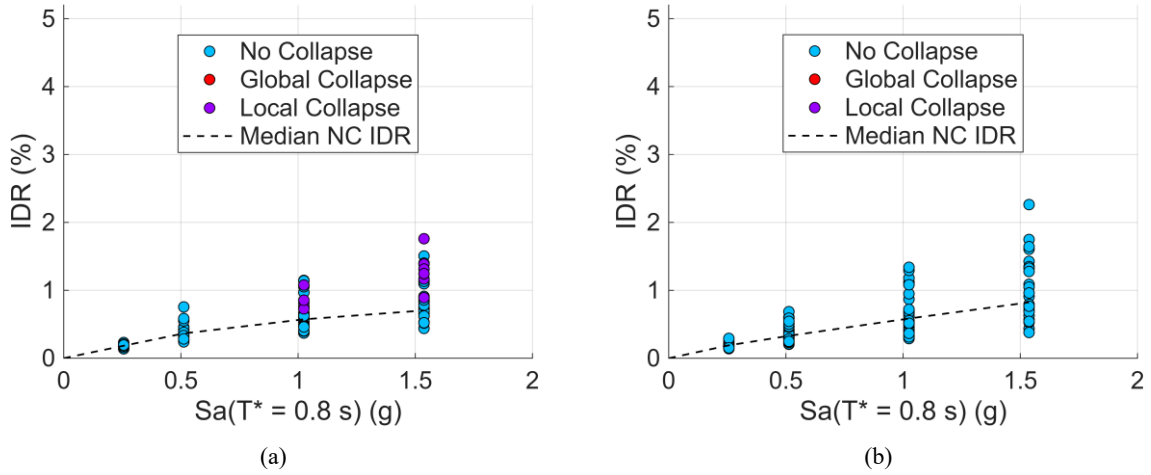 5
4
3
2
1
0
IDR (%)
No Collapse
Global Collapse
Local Collapse
Median NC IDR
0 0.5 1 1.5 2
Sa(T* = 0.8 s) (g)
(a)
5
4
3
2
1
0
IDR (%)
No Collapse
Global Collapse
Local Collapse
Median NC IDR
0 0.5 1 1.5 2
Sa(T* = 0.8 s) (g)
(b)